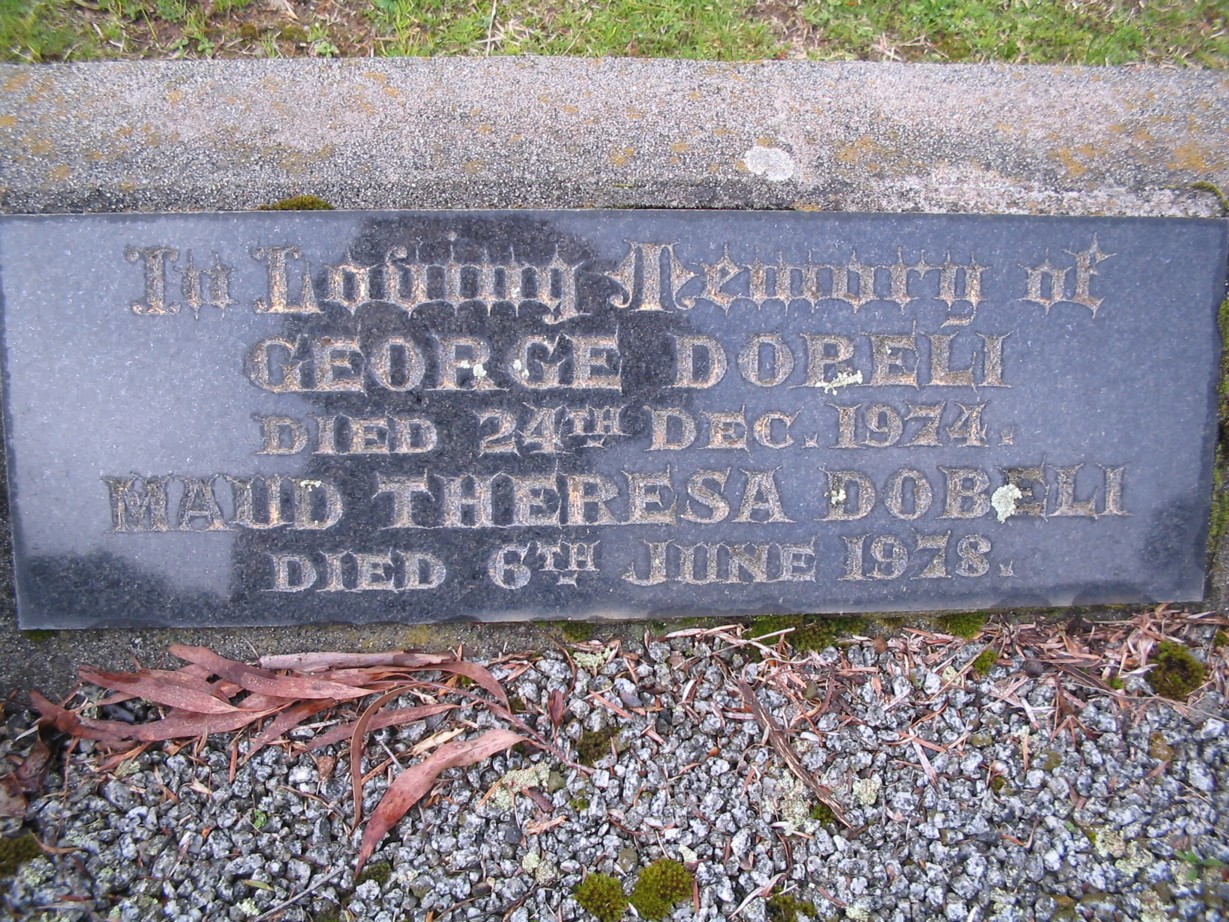 In Loving Memory of
GEORGE DOBELI
DIED 24TH DEC. 1974.
MAUD THERESA DOBELI
DIED 6TH JUNE 1978.